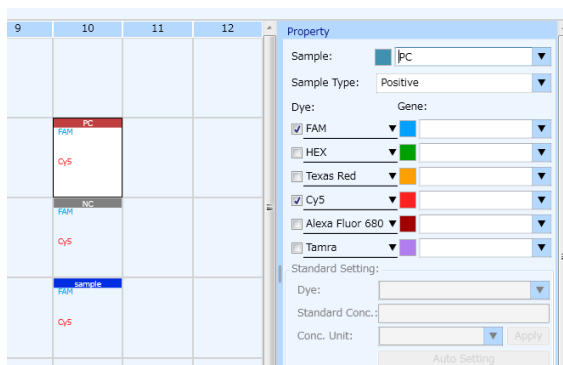 9 10 11 12
PC
FAM
Cy5
NC
FAM
Cy5
sample
FAM
Cy5
Property
Sample: PC
Sample Type: Positive
Dye: Gene:
FAM
HEX
Texas Red
Cy5
Alexa Fluor 680
Tamra
Standard Setting:
Dye:
Standard Conc.:
Conc. Unit: Apply
Auto Setting